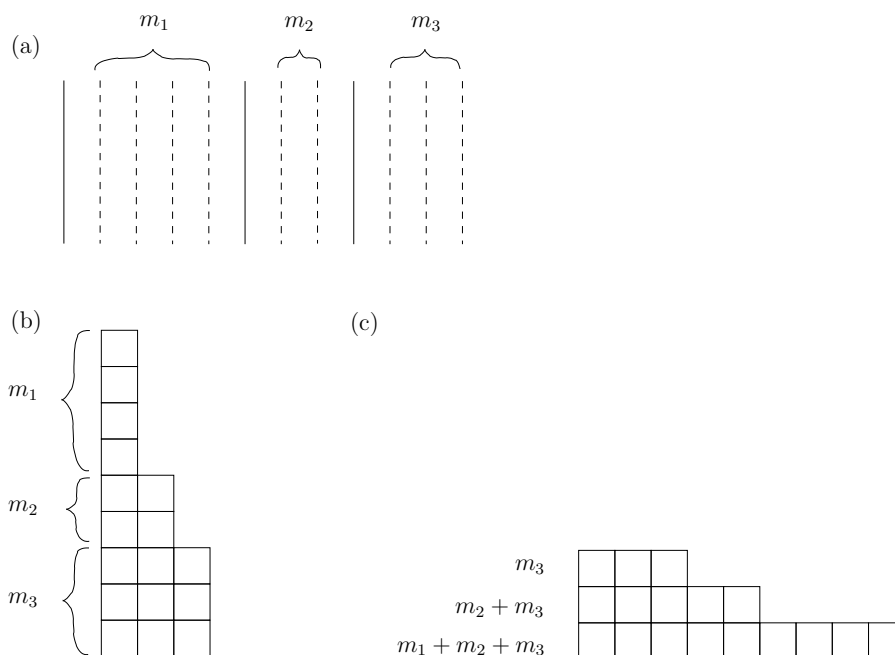 (a)
m₁ m₂ m₃
(b)
m₁
m₂
m₃
(c)
m₃
m₂ + m₃
m₁ + m₂ + m₃